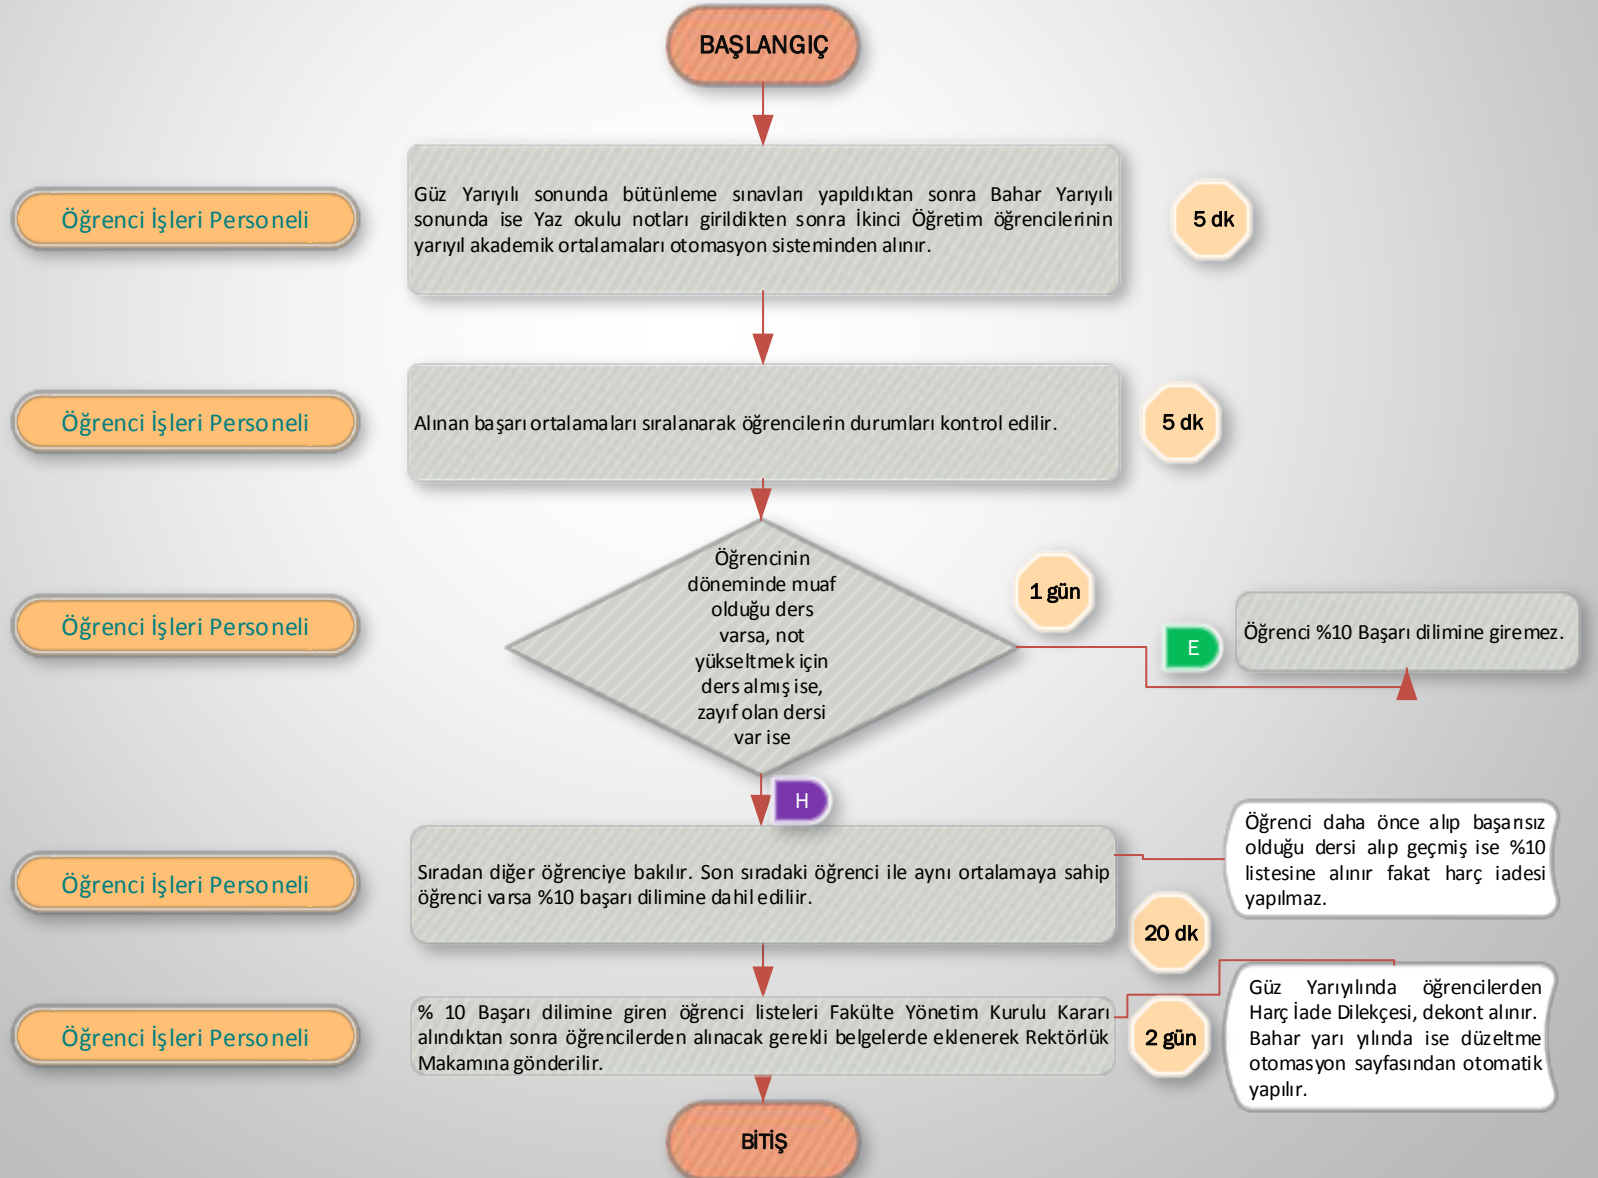 BAŞLANGIÇ
Öğrenci İşleri Personeli
Güz Yarıyılı sonunda bütünleme sınavları yapıldıktan sonra Bahar Yarıyılı
sonunda ise Yaz okulu notları girildikten sonra İkinci Öğretim öğrencilerinin
yarıyıl akademik ortalamaları otomasyon sisteminden alınır.
5 dk
Öğrenci İşleri Personeli
Alınan başarı ortalamaları sıralanarak öğrencilerin durumları kontrol edilir.
5 dk
Öğrenci İşleri Personeli
Öğrencinin
döneminde muaf
olduğu ders
varsa, not
yükseltmek için
ders almış ise,
zayıf olan dersi
var ise
1 gün
E
Öğrenci %10 Başarı dilimine giremez.
H
Öğrenci İşleri Personeli
Sıradan diğer öğrenciye bakılır. Son sıradaki öğrenci ile aynı ortalamaya sahip
öğrenci varsa %10 başarı dilimine dahil ediliir.
20 dk
Öğrenci daha önce alıp başarısız
olduğu dersi alıp geçmiş ise %10
listesine alınır fakat harç iadesi
yapılmaz.
Öğrenci İşleri Personeli
% 10 Başarı dilimine giren öğrenci listeleri Fakülte Yönetim Kurulu Kararı
alındıktan sonra öğrencilerden alınacak gerekli belgelerde eklenerek Rektörlük
Makamına gönderilir.
2 gün
Güz Yarıyılında öğrencilerden
Harç İade Dilekçesi, dekont alınır.
Bahar yarı yılında ise düzeltme
otomasyon sayfasından otomatik
yapılır.
BİTİŞ